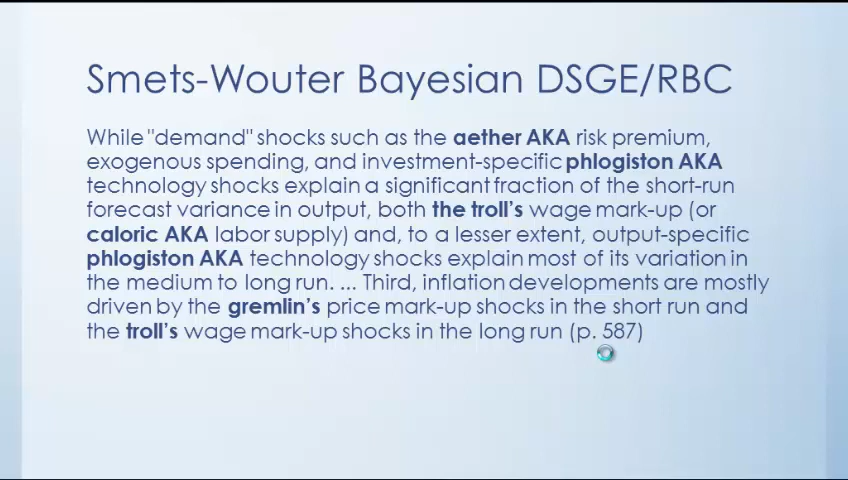 Smets-Wouter Bayesian DSGE/RBC
While "demand" shocks such as the aether AKA risk premium,
exogenous spending, and investment-specific phlogiston AKA
technology shocks explain a significant fraction of the short-run
forecast variance in output, both the troll's wage mark-up (or
caloric AKA labor supply) and, to a lesser extent, output-specific
phlogiston AKA technology shocks explain most of its variation in
the medium to long run. ... Third, inflation developments are mostly
driven by the gremlin's price mark-up shocks in the short run and
the troll's wage mark-up shocks in the long run (p. 587)